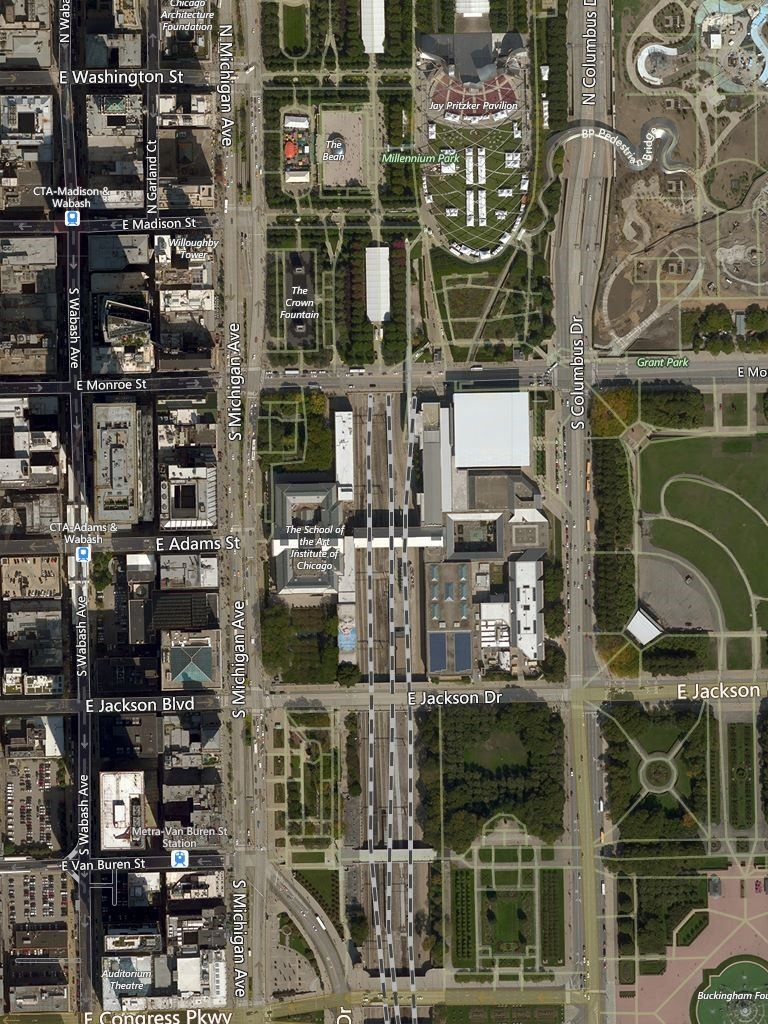 Chicago
Architecture
Foundation
N Wabas
N Michigan Ave
N Columbus D
E Washington St
Jay Pritzker Pavilion
The
Bean
Millennium Park
BP Pedestrian Bridge
N Garland Ct
CTA-Madison &
Wabash
E Madison St
Willoughby
Tower
S Wabash Ave
The
Crown
Fountain
S Michigan Ave
S Columbus Dr
Grant Park
E Monroe St
E Mo
CTA-Adams &
Wabash
E Adams St
The School of
the Art
Institute of
Chicago
S Wabash Ave
S Michigan Ave
E Jackson Blvd
E Jackson Dr
E Jackson
S Wabash Ave
Metra-Van Buren St
Station
E Van Buren St
S Michigan Ave
Auditorium
Theatre
Buckingham Fou
E Congress Pkwy
Dr